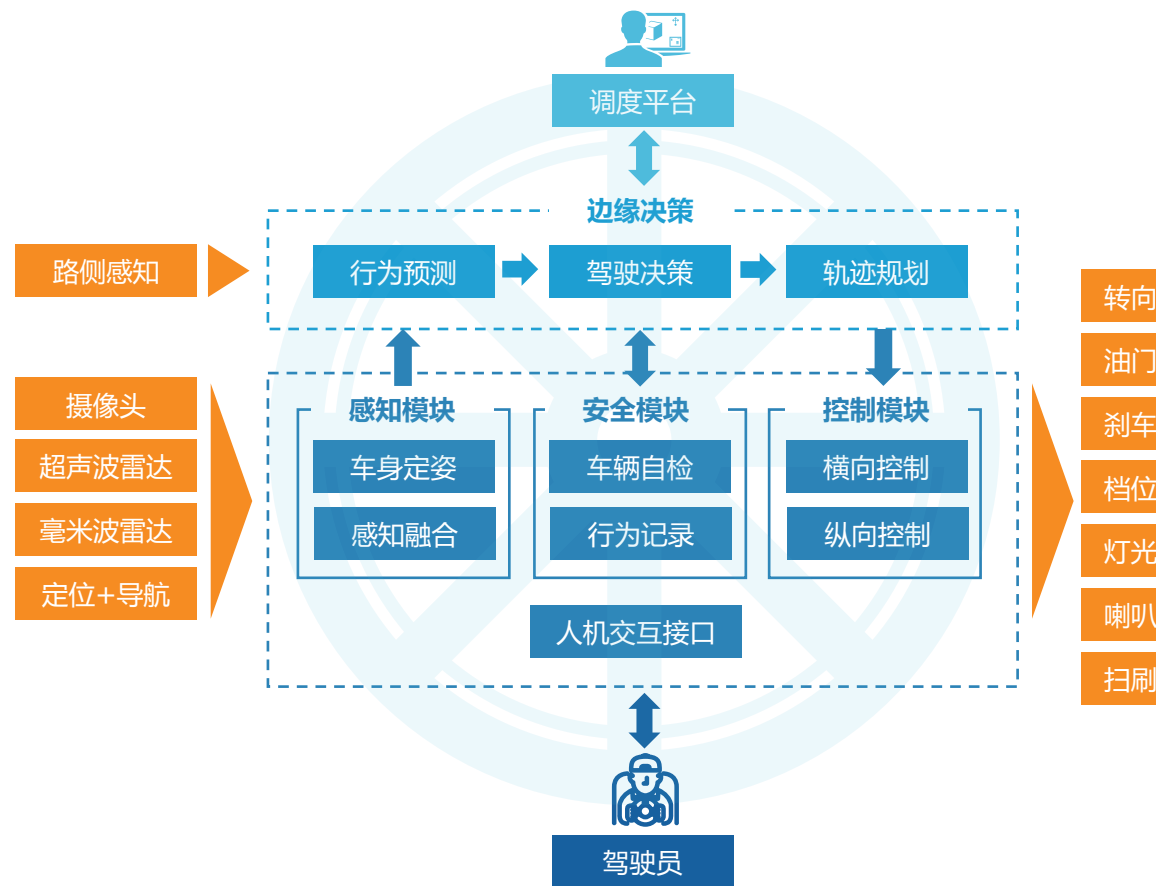 调度平台
边缘决策
路侧感知
行为预测
驾驶决策
轨迹规划
摄像头
超声波雷达
毫米波雷达
定位+导航
感知模块
车身定姿
感知融合
安全模块
车辆自检
行为记录
控制模块
横向控制
纵向控制
人机交互接口
转向
油门
刹车
档位
灯光
喇叭
扫刷
驾驶员